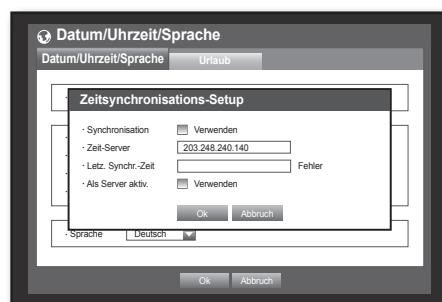 Datum/Uhrzeit/Sprache
Datum/Uhrzeit/Sprache Urlaub
Zeitsynchronisations-Setup
· Synchronisation Verwenden
· Zeit-Server 203.248.240.140
· Letz. Synchr.-Zeit Fehler
· Als Server aktiv. Verwenden
Ok Abbruch
· Sprache Deutsch
Ok Abbruch